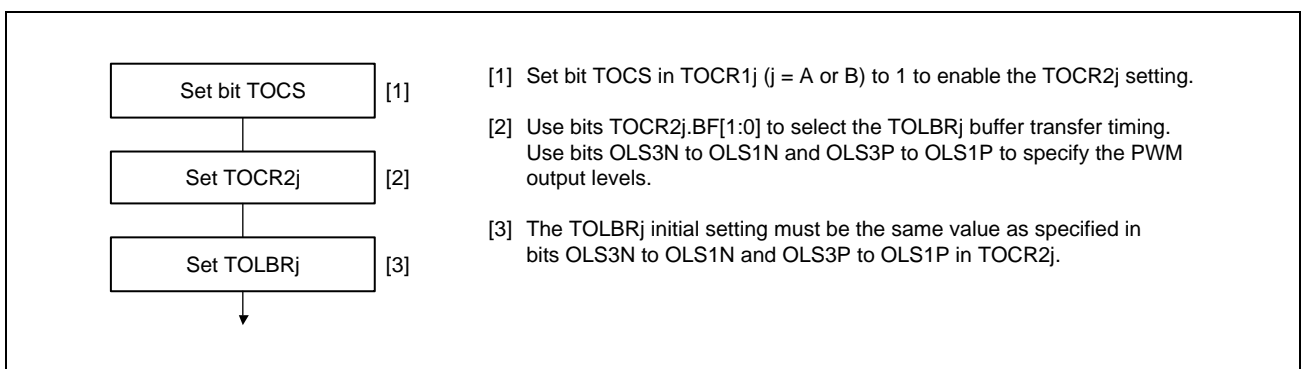 Set bit TOCS [1]
Set TOCR2j [2]
Set TOLBRj [3]
[1] Set bit TOCS in TOCR1j (j = A or B) to 1 to enable the TOCR2j setting.
[2] Use bits TOCR2j.BF[1:0] to select the TOLBRj buffer transfer timing.
Use bits OLS3N to OLS1N and OLS3P to OLS1P to specify the PWM
output levels.
[3] The TOLBRj initial setting must be the same value as specified in
bits OLS3N to OLS1N and OLS3P to OLS1P in TOCR2j.